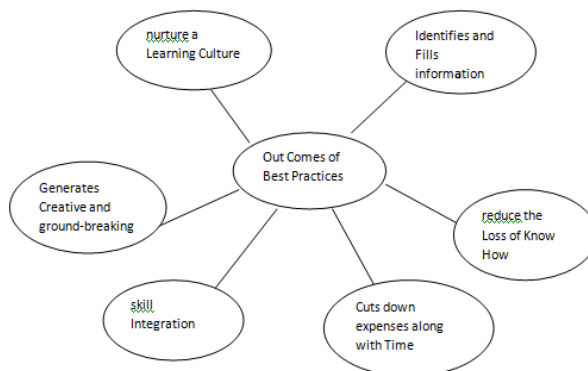 nurture a
Learning Culture
Identifies and
Fills
information
Out Comes of
Best Practices
Generates
Creative and
ground-breaking
reduce the
Loss of Know
How
skill
Integration
Cuts down
expenses along
with Time